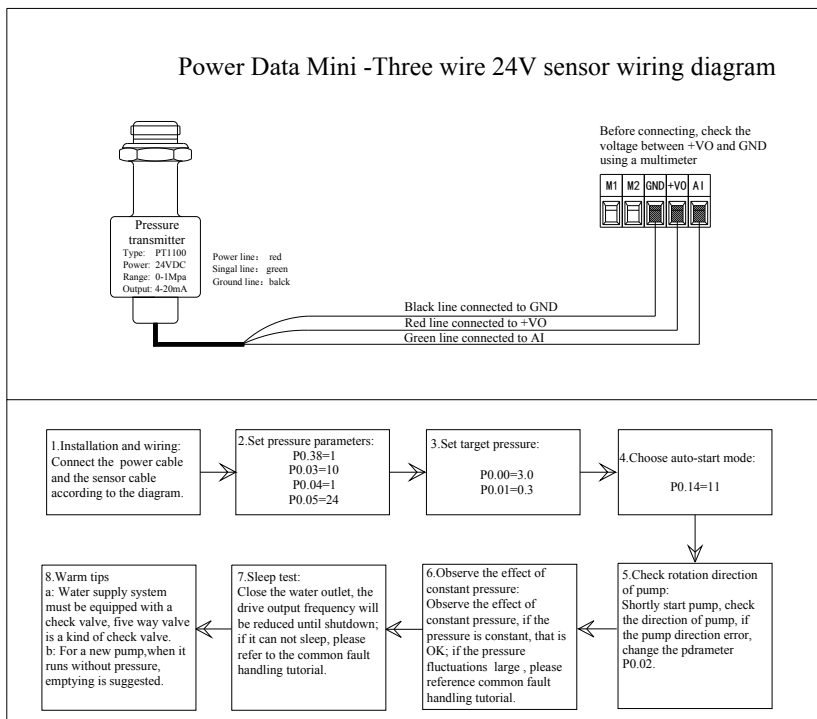 Power Data Mini -Three wire 24V sensor wiring diagram
Before connecting, check the
voltage between +VO and GND
using a multimeter
M1 M2 GND +VO AI
Pressure
transmitter
Type: PT1100
Power: 24VDC
Range: 0-1Mpa
Output: 4-20mA
Power line: red
Singal line: green
Ground line: balck
Black line connected to GND
Red line connected to +VO
Green line connected to AI
1.Installation and wiring:
Connect the power cable
and the sensor cable
according to the diagram.
2.Set pressure parameters:
P0.38=1
P0.03=10
P0.04=1
P0.05=24
3.Set target pressure:
P0.00=3.0
P0.01=0.3
4.Choose auto-start mode:
P0.14=11
5.Check rotation direction
of pump:
Shortly start pump, check
the direction of pump, if
the pump direction error,
change the pdrameter
P0.02.
6.Observe the effect of
constant pressure:
Observe the effect of
constant pressure, if the
pressure is constant, that is
OK; if the pressure
fluctuations large , please
reference common fault
handling tutorial.
7.Sleep test:
Close the water outlet, the
drive output frequency will
be reduced until shutdown;
if it can not sleep, please
refer to the common fault
handling tutorial.
8.Warm tips
a: Water supply system
must be equipped with a
check valve, five way valve
is a kind of check valve.
b: For a new pump,when it
runs without pressure,
emptying is suggested.